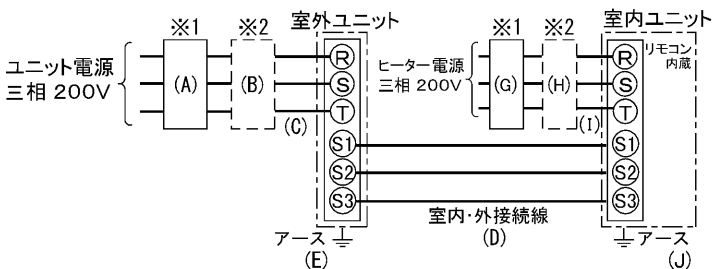 ※1 ※2 室外ユニット
ユニット電源
三相 200V
(A) (B) (C)
R
S
T
S1
S2
S3
アース
(E)
※1 ※2 室内ユニット
ヒーター電源
三相 200V
(G) (H) (I)
R
S
T
S1
S2
S3
リモコン
内蔵
室内・外接続線
(D)
アース
(J)